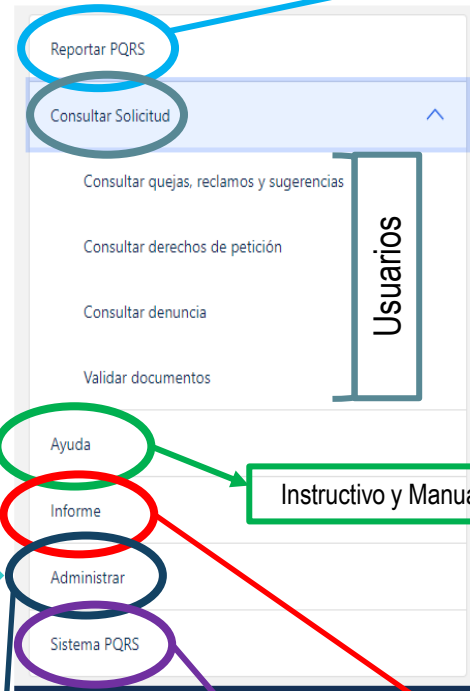 Reportar PQRS
Consultar Solicitud
Consultar quejas, reclamos y sugerencias
Consultar derechos de petición
Consultar denuncia
Validar documentos
Usuarios
Ayuda
Instructivo y Manua
Informe
Administrar
Sistema PQRS